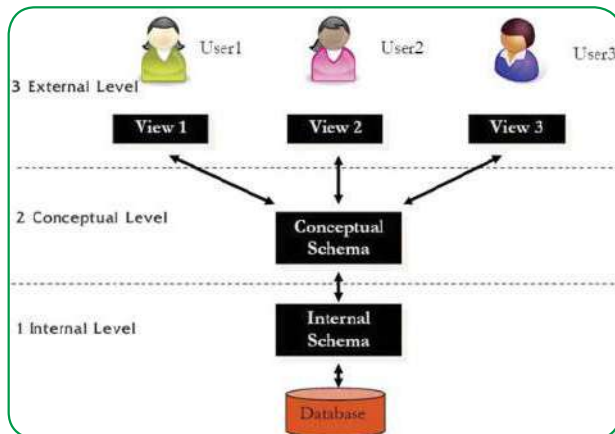 User1
User2
User3
3 External Level
View 1
View 2
View 3
2 Conceptual Level
Conceptual
Schema
1 Internal Level
Internal
Schema
Database